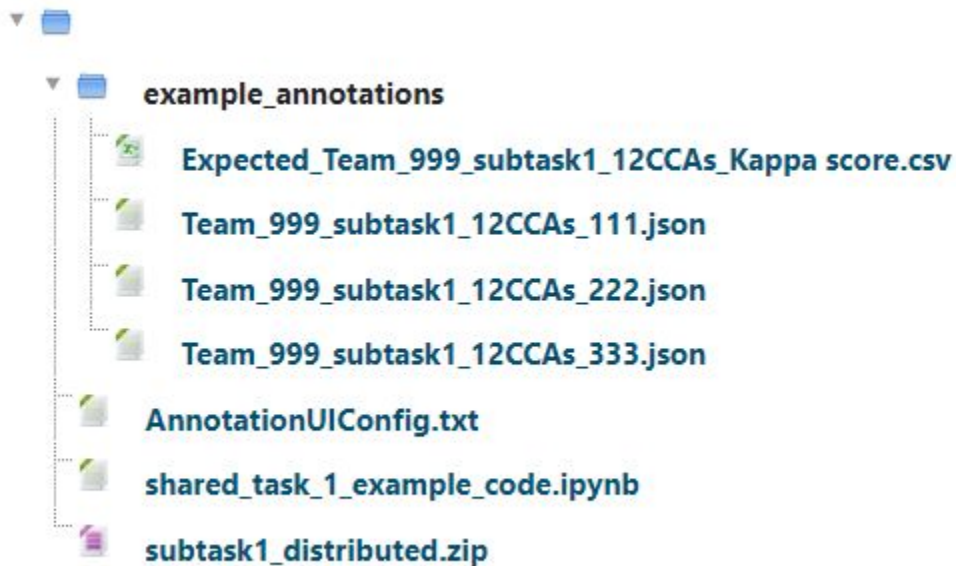 example_annotations
Expected_Team_999_subtask1_12CCAs_Kappa score.csv
Team_999_subtask1_12CCAs_111.json
Team_999_subtask1_12CCAs_222.json
Team_999_subtask1_12CCAs_333.json
AnnotationUIConfig.txt
shared_task_1_example_code.ipynb
subtask1_distributed.zip